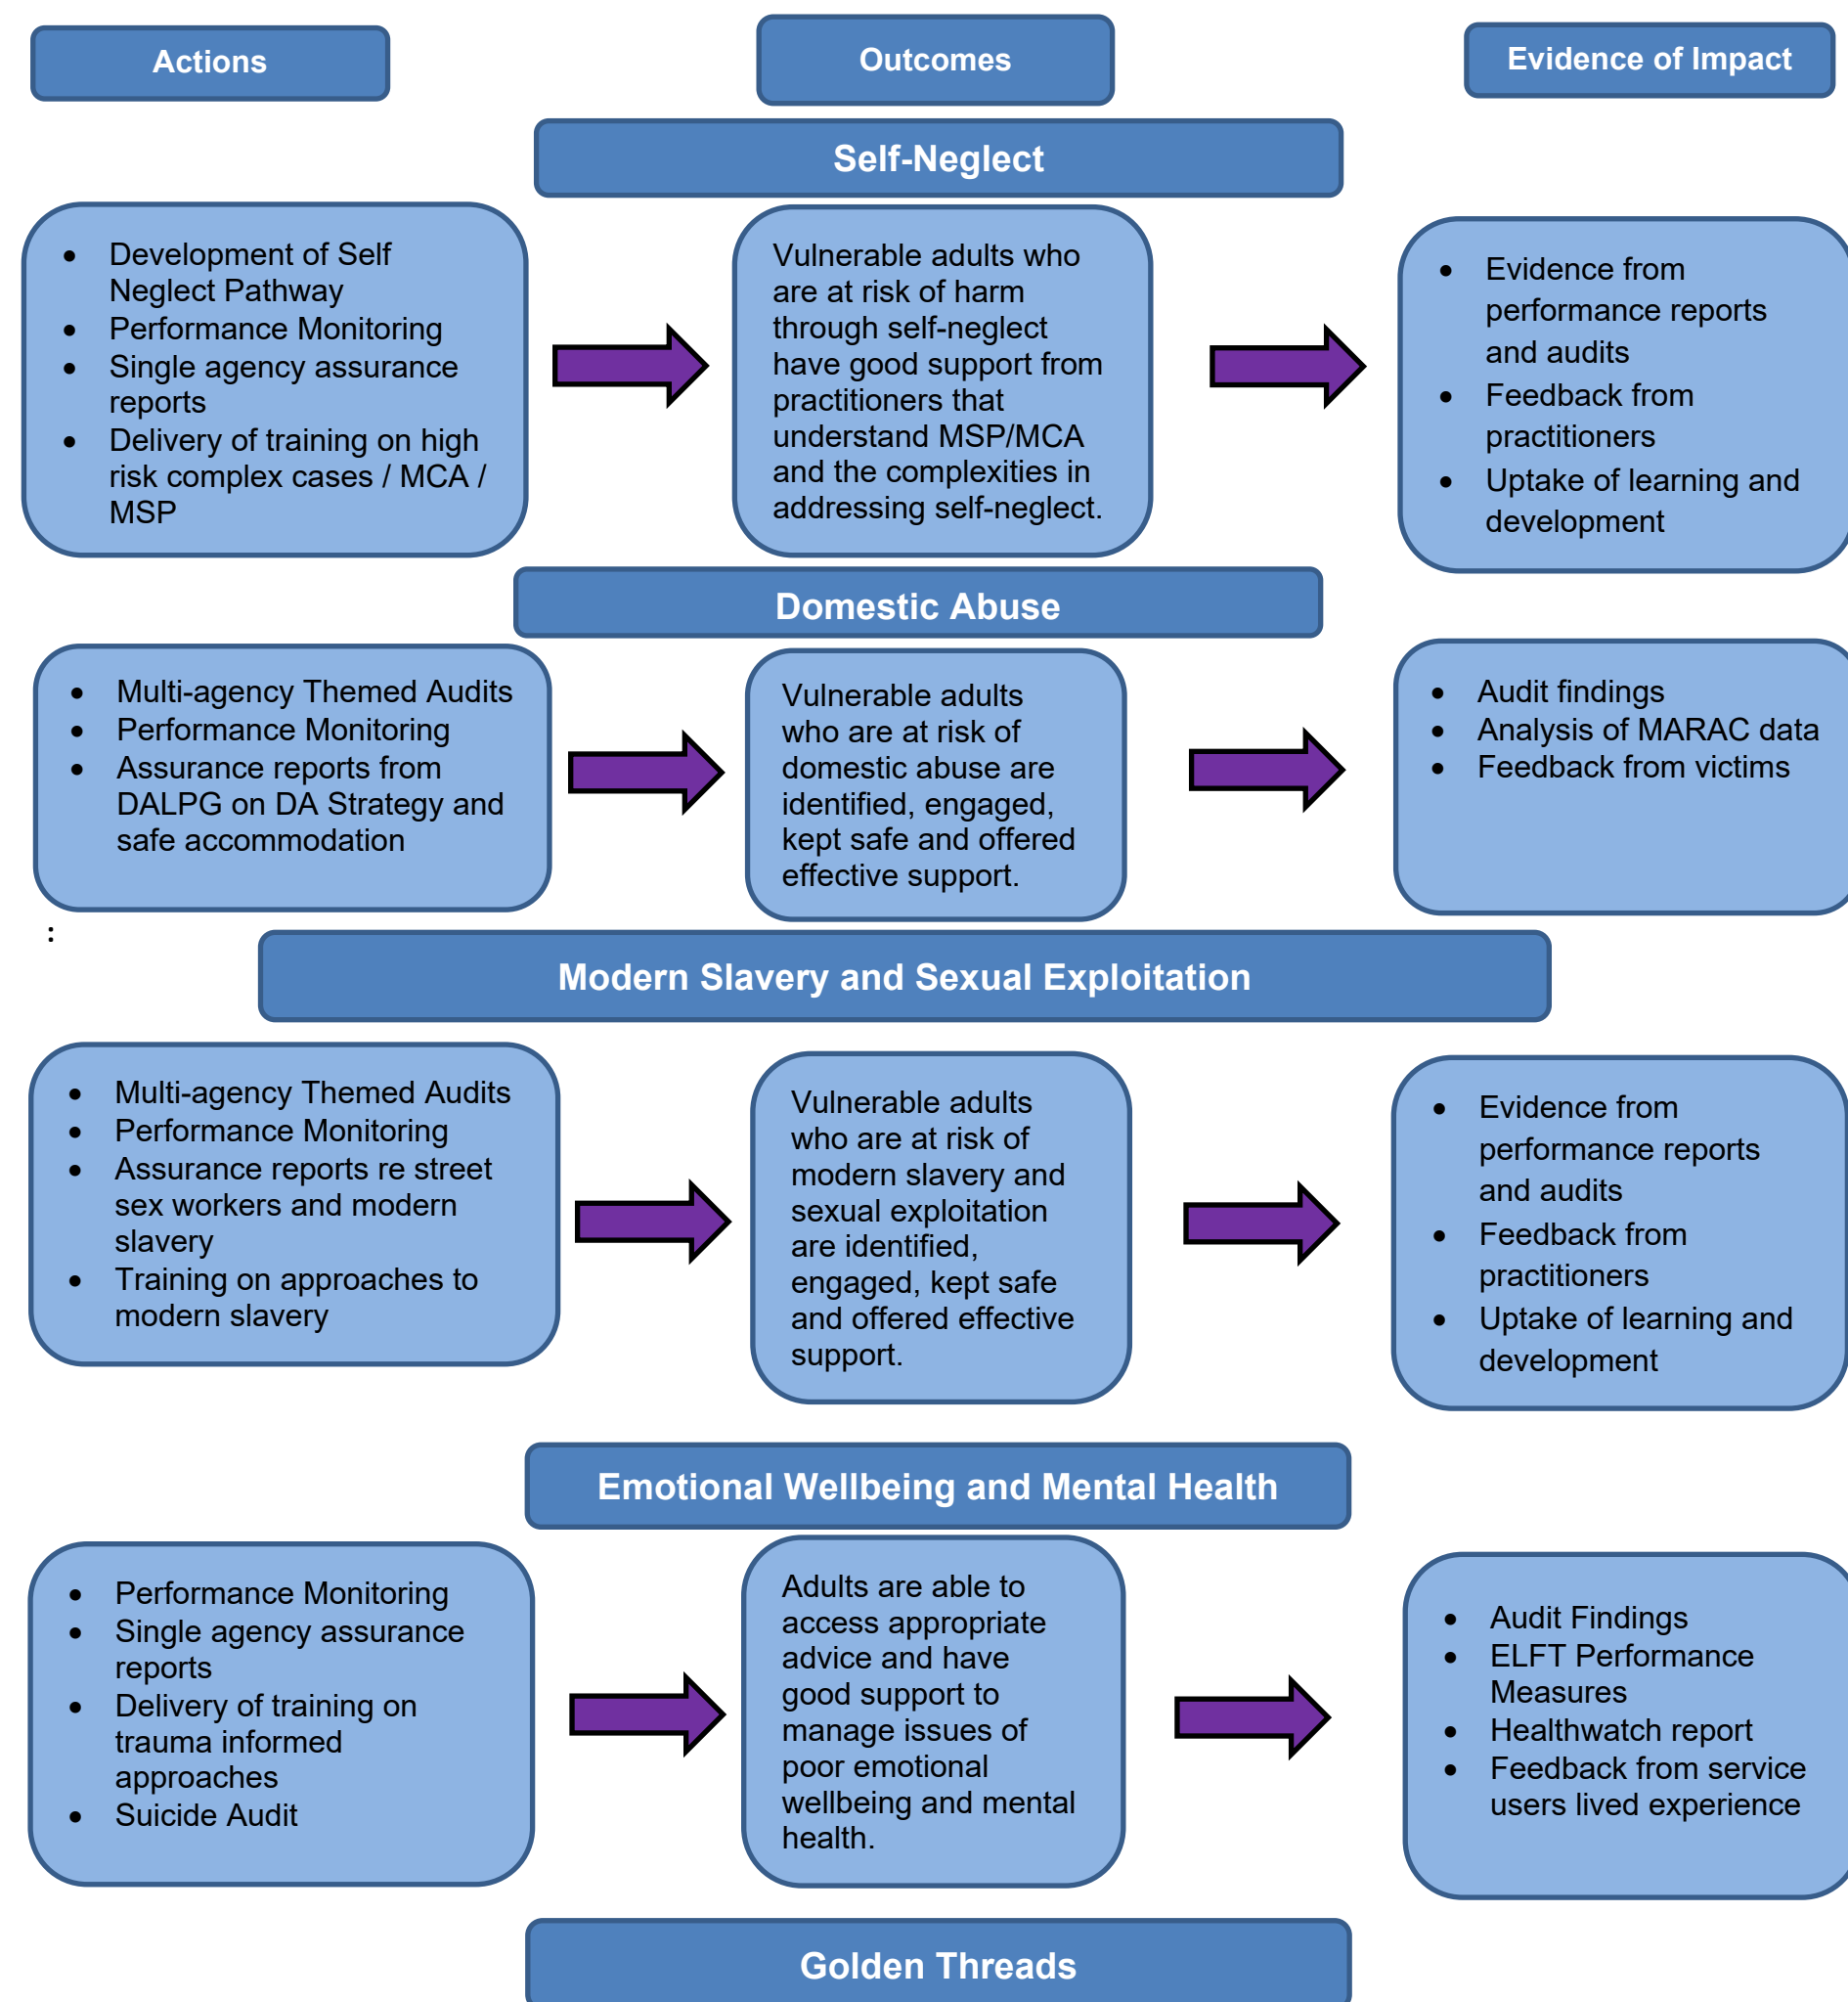 Actions
Outcomes
Evidence of Impact
Self-Neglect
• Development of Self
Neglect Pathway
• Performance Monitoring
• Single agency assurance
reports
• Delivery of training on high
risk complex cases / MCA /
MSP
Vulnerable adults who
are at risk of harm
through self-neglect
have good support from
practitioners that
understand MSP/MCA
and the complexities in
addressing self-neglect.
• Evidence from
performance reports
and audits
• Feedback from
practitioners
• Uptake of learning and
development
Domestic Abuse
• Multi-agency Themed Audits
• Performance Monitoring
• Assurance reports from
DALPG on DA Strategy and
safe accommodation
Vulnerable adults
who are at risk of
domestic abuse are
identified, engaged,
kept safe and offered
effective support.
• Audit findings
• Analysis of MARAC data
• Feedback from victims
:
Modern Slavery and Sexual Exploitation
• Multi-agency Themed Audits
• Performance Monitoring
• Assurance reports re street
sex workers and modern
slavery
• Training on approaches to
modern slavery
Vulnerable adults
who are at risk of
modern slavery and
sexual exploitation
are identified,
engaged, kept safe
and offered effective
support.
• Evidence from
performance reports
and audits
• Feedback from
practitioners
• Uptake of learning and
development
Emotional Wellbeing and Mental Health
• Performance Monitoring
• Single agency assurance
reports
• Delivery of training on
trauma informed
approaches
• Suicide Audit
Adults are able to
access appropriate
advice and have
good support to
manage issues of
poor emotional
wellbeing and mental
health.
• Audit Findings
• ELFT Performance
Measures
• Healthwatch report
• Feedback from service
users lived experience
Golden Threads